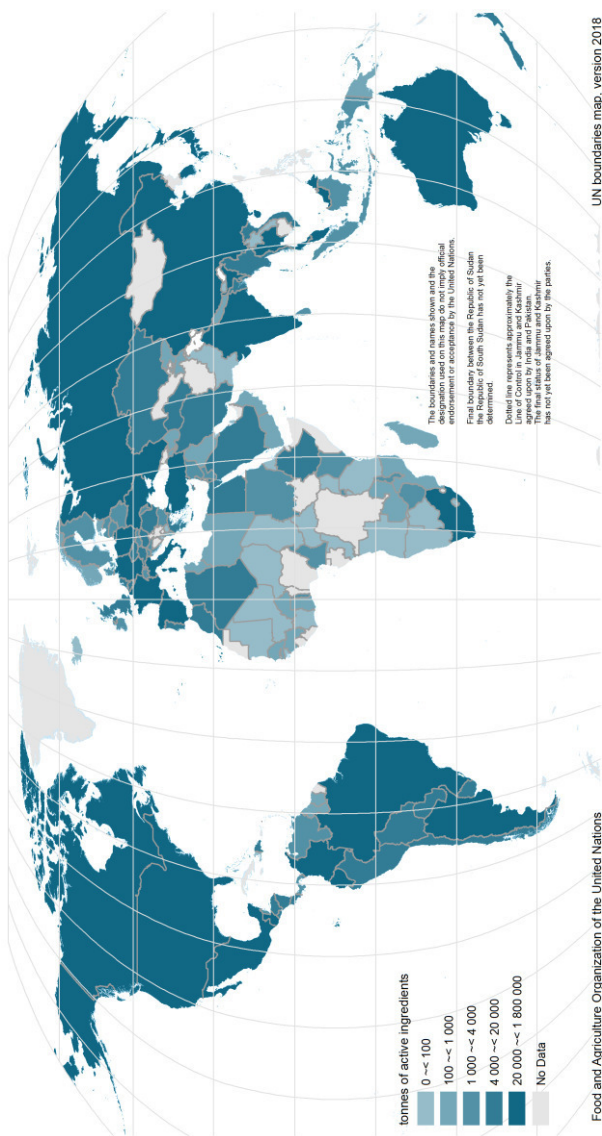 The boundaries and names shown and the
designation used on this map do not imply official
endorsement or acceptance by the United Nations.
Final boundary between the Republic of Sudan
the Republic of South Sudan has not yet been
determined.
Dotted line represents approximately the
Line of Control in Jammu and Kashmir
agreed upon by India and Pakistan.
The final status of Jammu and Kashmir
has not yet been agreed upon by the parties.
tonnes of active ingredients
0 ~< 100
100 ~< 1 000
1 000 ~< 4 000
4 000 ~< 20 000
20 000 ~< 1 800 000
No Data
Food and Agriculture Organization of the United Nations
UN boundaries map, version 2018